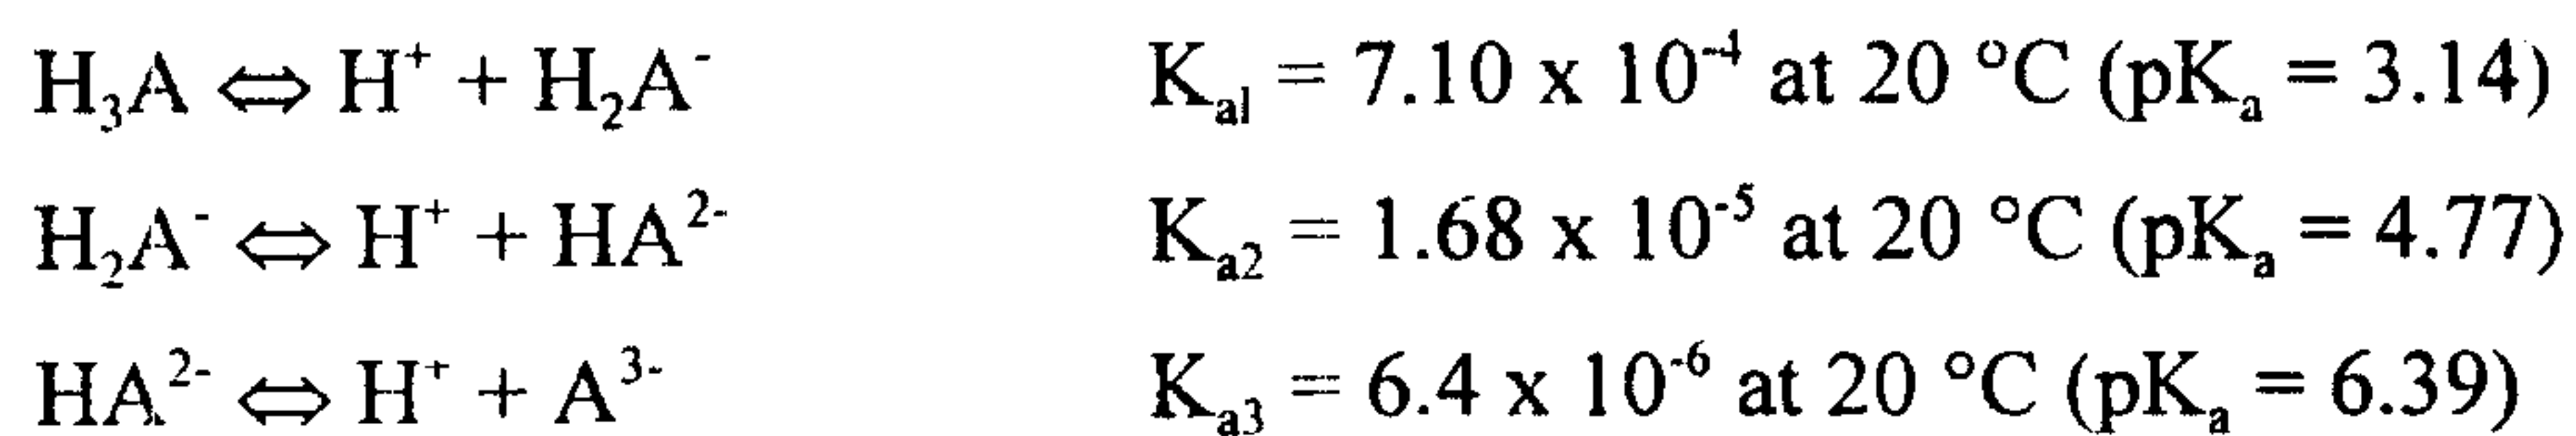 H₃A ⇔ H⁺ + H₂A⁻ Kₐ₁ = 7.10 x 10⁻⁴ at 20 °C (pKₐ = 3.14)
H₂A⁻ ⇔ H⁺ + HA²⁻ Kₐ₂ = 1.68 x 10⁻⁵ at 20 °C (pKₐ = 4.77)
HA²⁻ ⇔ H⁺ + A³⁻ Kₐ₃ = 6.4 x 10⁻⁶ at 20 °C (pKₐ = 6.39)